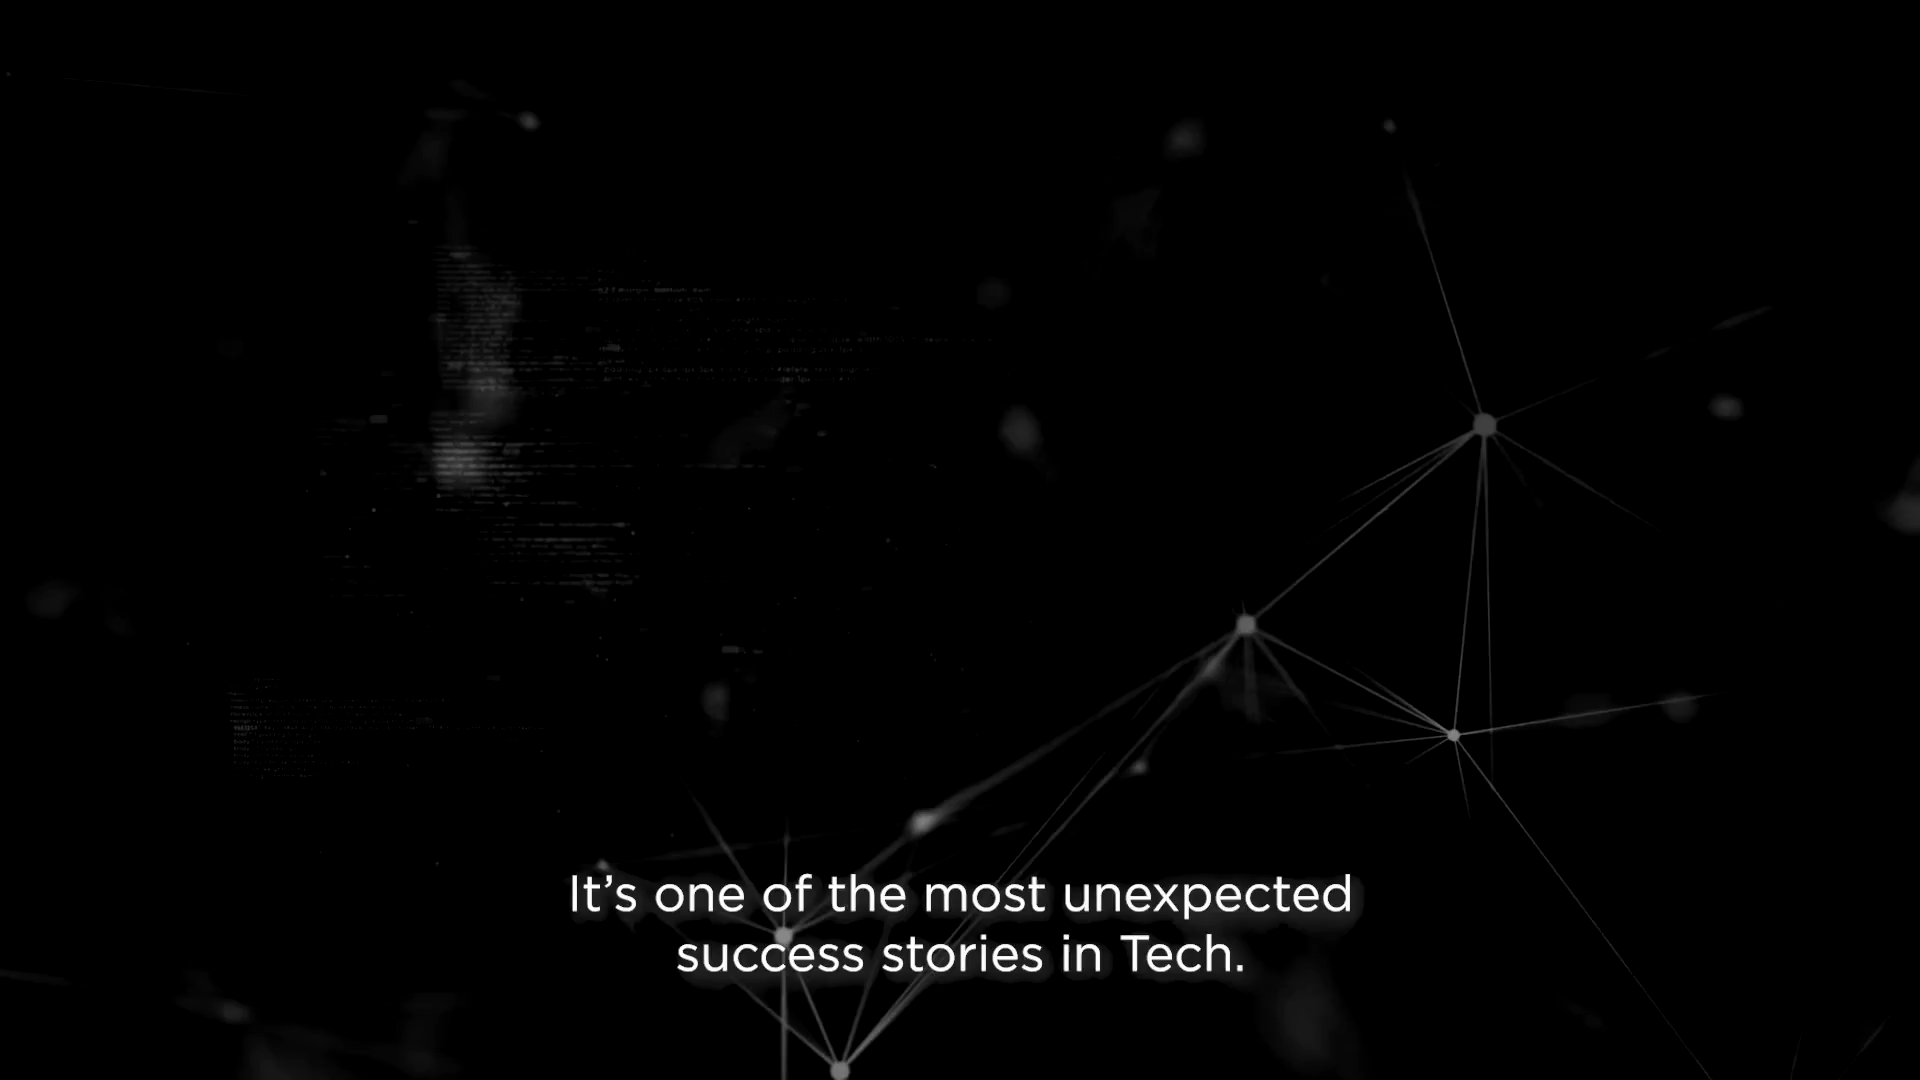 It’s one of the most unexpected
success stories in Tech.